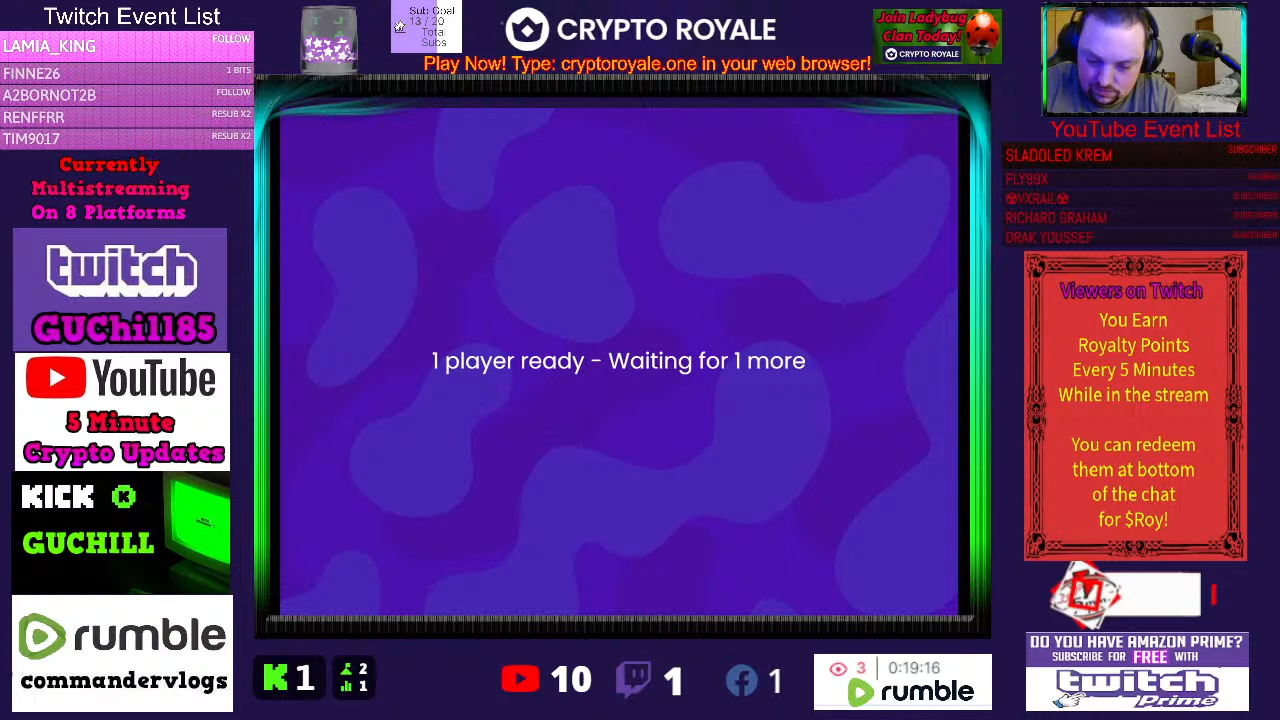 Twitch Event List
LAMIA_KING FOLLOW
FINNE26 1 BITS
A2BORNOT2B FOLLOW
RENFFRR RESUB X2
TIM9017 RESUB X2
Currently
Multistreaming
On 8 Platforms
twitch
GUChill85
YouTube
5 Minute
Crypto Updates
KICK K
GUCHILL
rumble
commandervlogs
Sub Goal
13 / 20
Total
Subs
CRYPTO ROYALE
Play Now! Type: cryptoroyale.one in your web browser!
Join Ladybug
Clan Today!
CRYPTO ROYALE
1 player ready - Waiting for 1 more
K 1
2
1
10
1
1
3 0:19:16
rumble
YouTube Event List
SLADOLED KREM SUBSCRIBER
FLY99X MEMBER
☢VXRAIL☢ SUBSCRIBER
RICHARD GRAHAM SUBSCRIBER
DRAK YOUSSEF SUBSCRIBER
Viewers on Twitch
You Earn
Royalty Points
Every 5 Minutes
While in the stream
You can redeem
them at bottom
of the chat
for $Roy!
DO YOU HAVE AMAZON PRIME?
SUBSCRIBE FOR FREE WITH
twitch
Prime